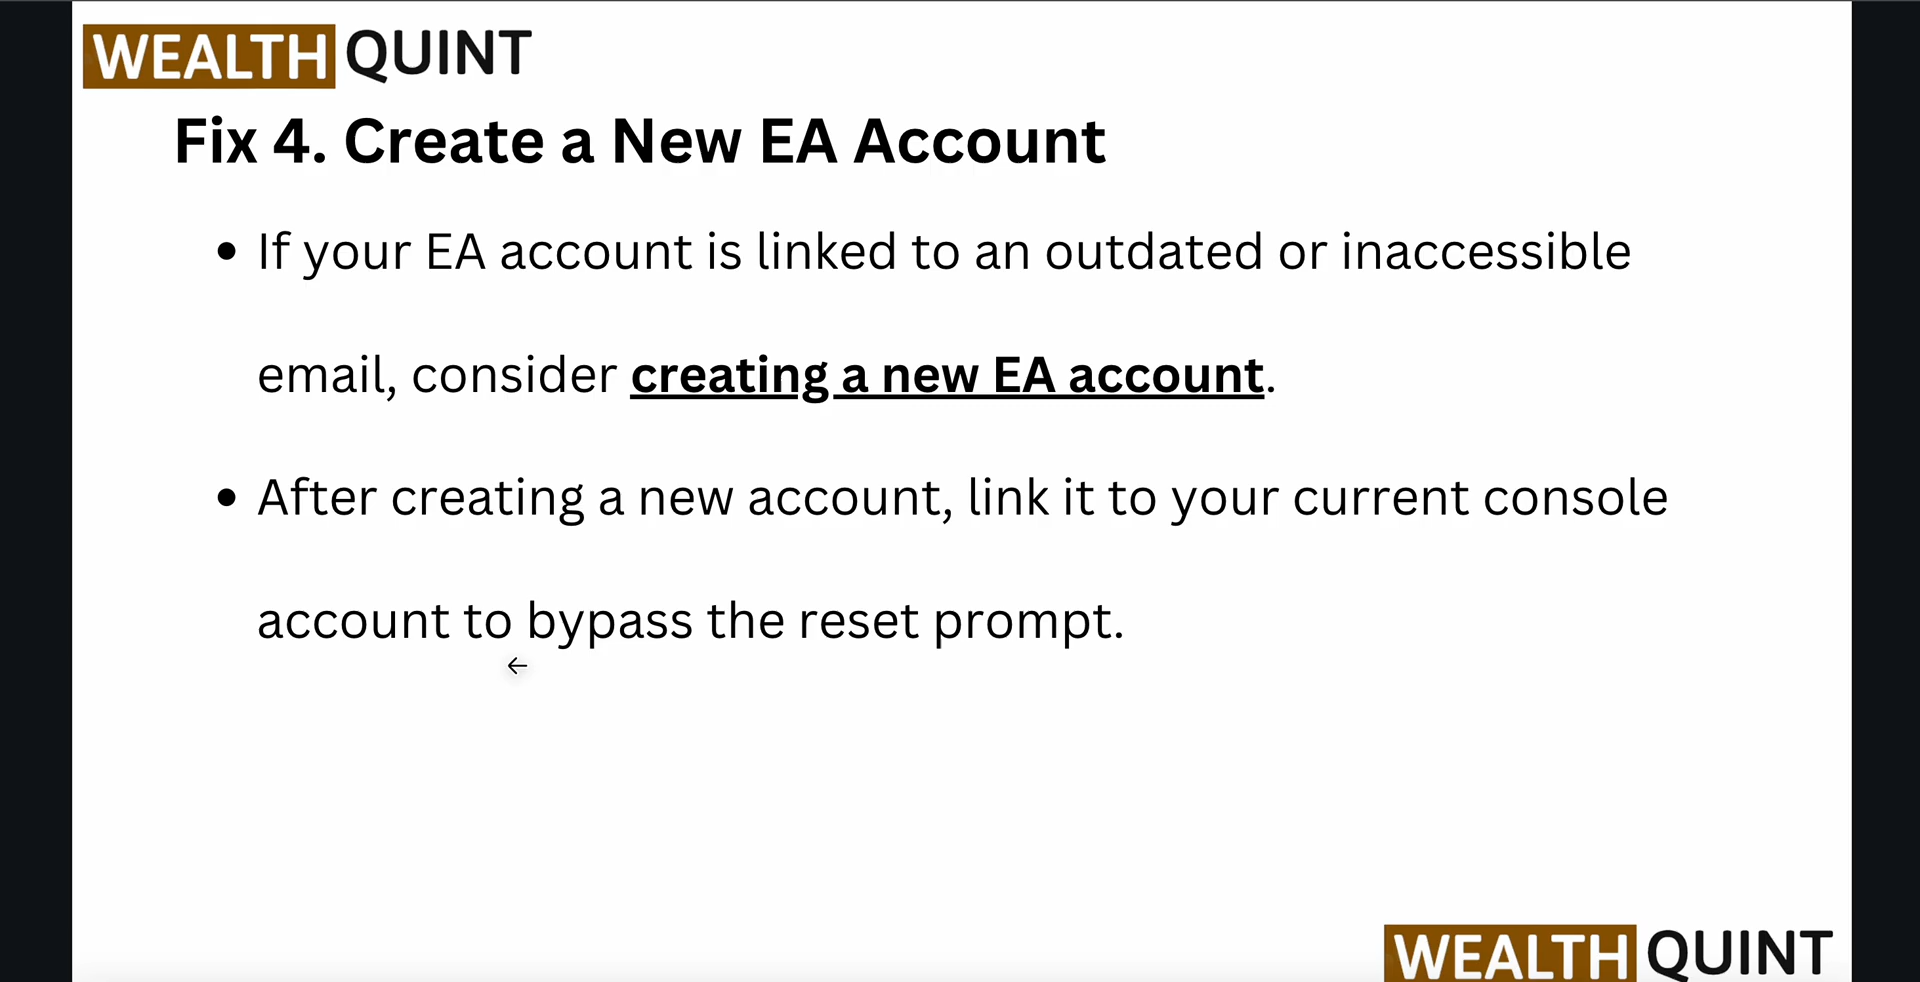 WEALTH QUINT
Fix 4. Create a New EA Account
• If your EA account is linked to an outdated or inaccessible
email, consider creating a new EA account.
• After creating a new account, link it to your current console
account to bypass the reset prompt.
WEALTH QUINT